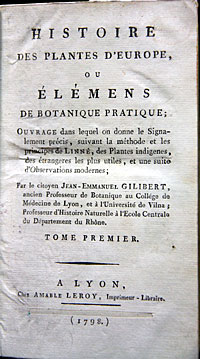 HISTOIRE
DES PLANTES D'EUROPE,
OU
ÉLÉMENS
DE BOTANIQUE PRATIQUE;
OUVRAGE dans lequel on donne le Signa-
lement précis, suivant la méthode et les
principes de LINNÉ, des Plantes indigenes,
des étrangeres les plus utiles, et une suite
d'Observations modernes;
Par le citoyen JEAN-EMMANUEL GILIBERT,
ancien Professeur de Botanique au Collége de
Médecine de Lyon, et à l'Université de Vilna;
Professeur d'Histoire Naturelle à l'Ecole Centrale
du Département du Rhône.
TOME PREMIER.
A LYON,
Chez AMABLE LEROY, Imprimeur-Libraire.
(1798.)